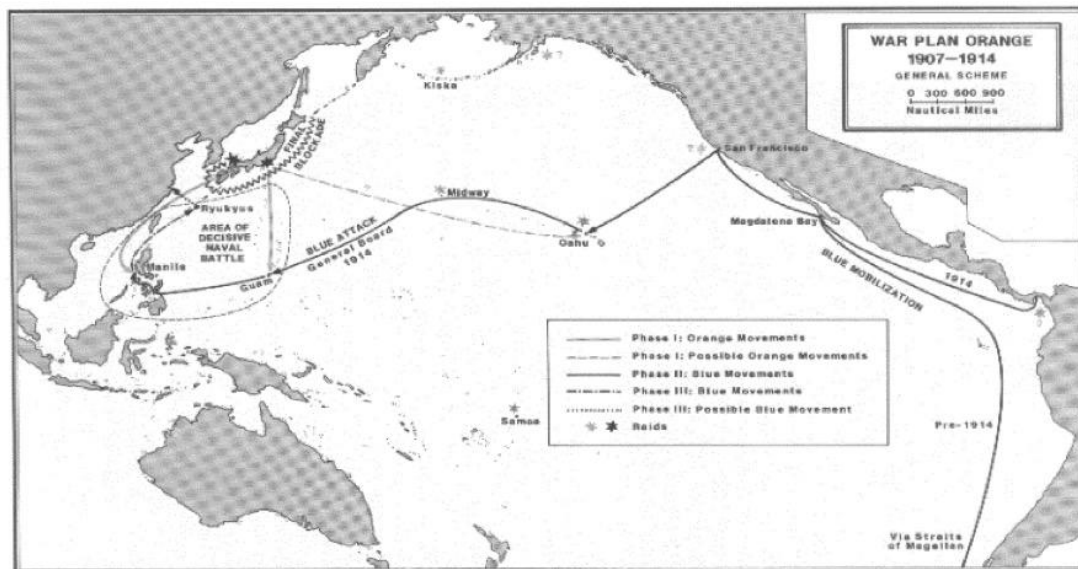 WAR PLAN ORANGE
1907–1914
GENERAL SCHEME
0 300 600 900
Nautical Miles
Kiska
FINAL
BLOCKADE
San Francisco
Midway
Ryukyus
Oahu
Magdalena Bay
AREA OF
DECISIVE
NAVAL
BATTLE
BLUE ATTACK
General Board
1914
Manila
Guam
BLUE MOBILIZATION
1914
Phase I: Orange Movements
Phase I: Possible Orange Movements
Phase II: Blue Movements
Phase III: Blue Movements
Phase III: Possible Blue Movement
Raids
Samoa
Pre-1914
Via Straits
of Magellan